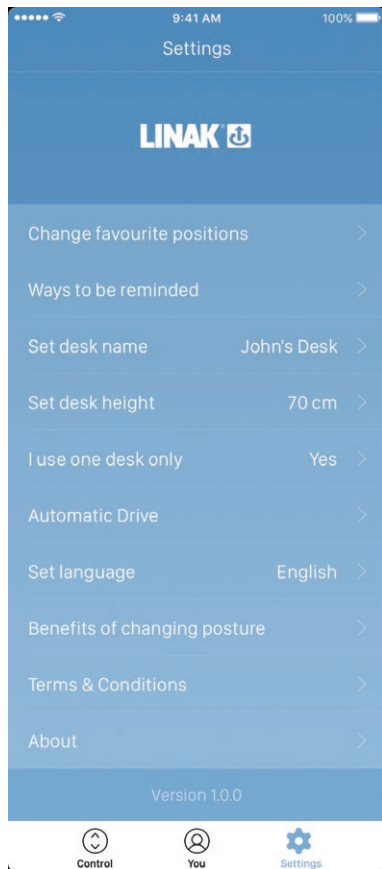 9:41 AM 100%
Settings
LINAK
Change favourite positions
Ways to be reminded
Set desk name John's Desk
Set desk height 70 cm
I use one desk only Yes
Automatic Drive
Set language English
Benefits of changing posture
Terms & Conditions
About
Version 1.0.0
Control You Settings